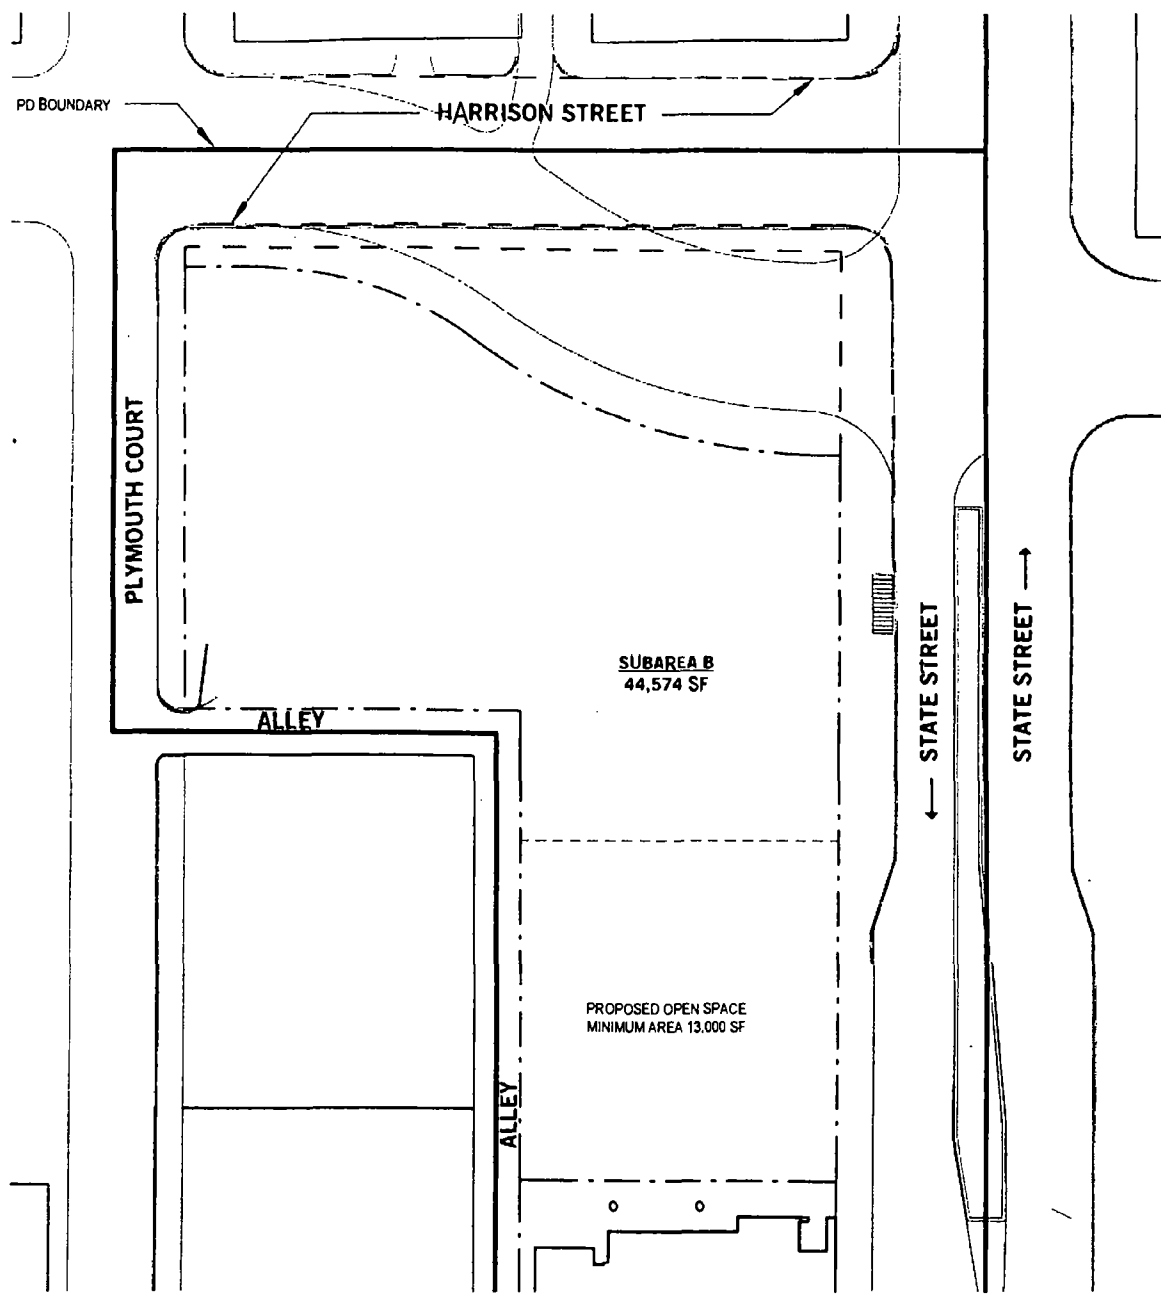 PD BOUNDARY
HARRISON STREET
PLYMOUTH COURT
SUBAREA B
44,574 SF
← STATE STREET
STATE STREET →
ALLEY
PROPOSED OPEN SPACE
MINIMUM AREA 13,000 SF
ALLEY